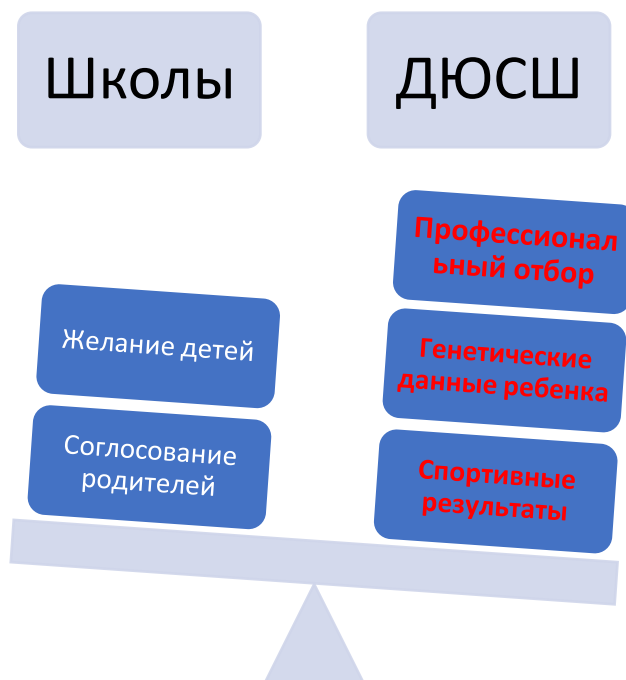 Школы
ДЮСШ
Профессионал
ьный отбор
Желание детей
Генетические
данные ребенка
Соглосование
родителей
Спортивные
результаты